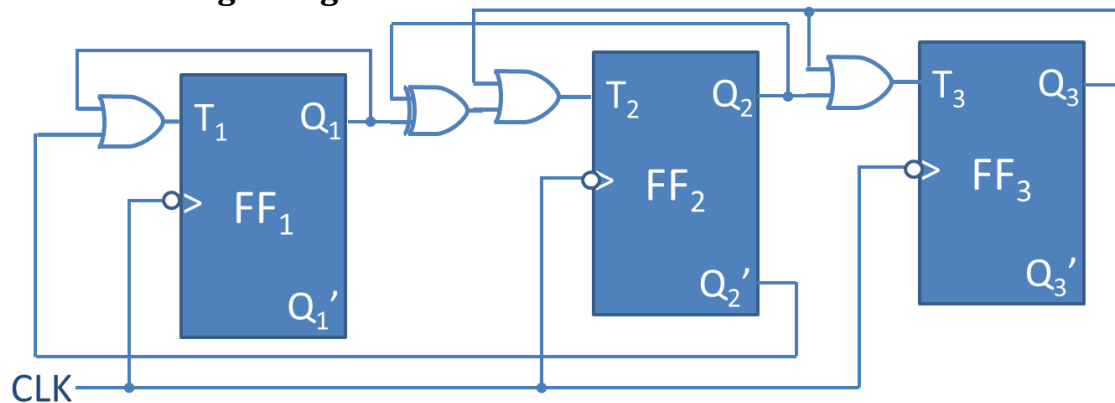 T₁ Q₁
FF₁
Q₁’
T₂ Q₂
FF₂
Q₂’
T₃ Q₃
FF₃
Q₃’
CLK